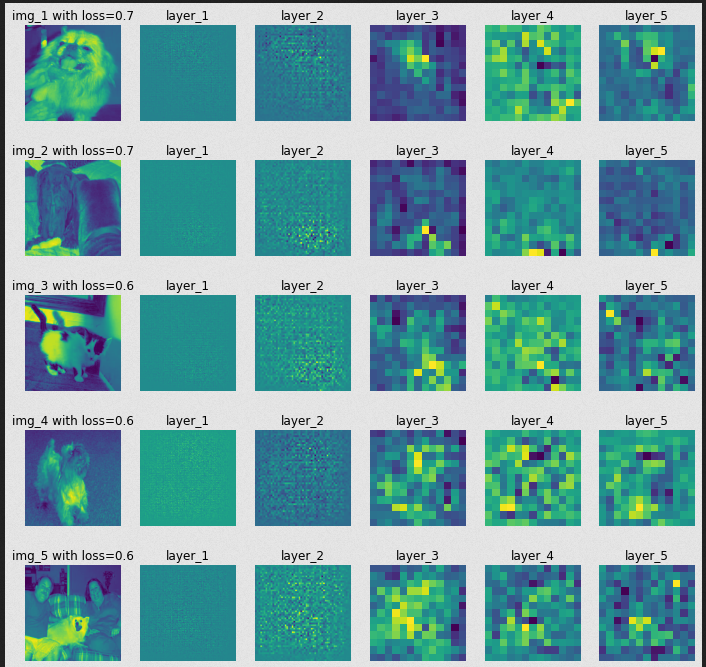 img_1 with loss=0.7 layer_1 layer_2 layer_3 layer_4 layer_5
img_2 with loss=0.7 layer_1 layer_2 layer_3 layer_4 layer_5
img_3 with loss=0.6 layer_1 layer_2 layer_3 layer_4 layer_5
img_4 with loss=0.6 layer_1 layer_2 layer_3 layer_4 layer_5
img_5 with loss=0.6 layer_1 layer_2 layer_3 layer_4 layer_5